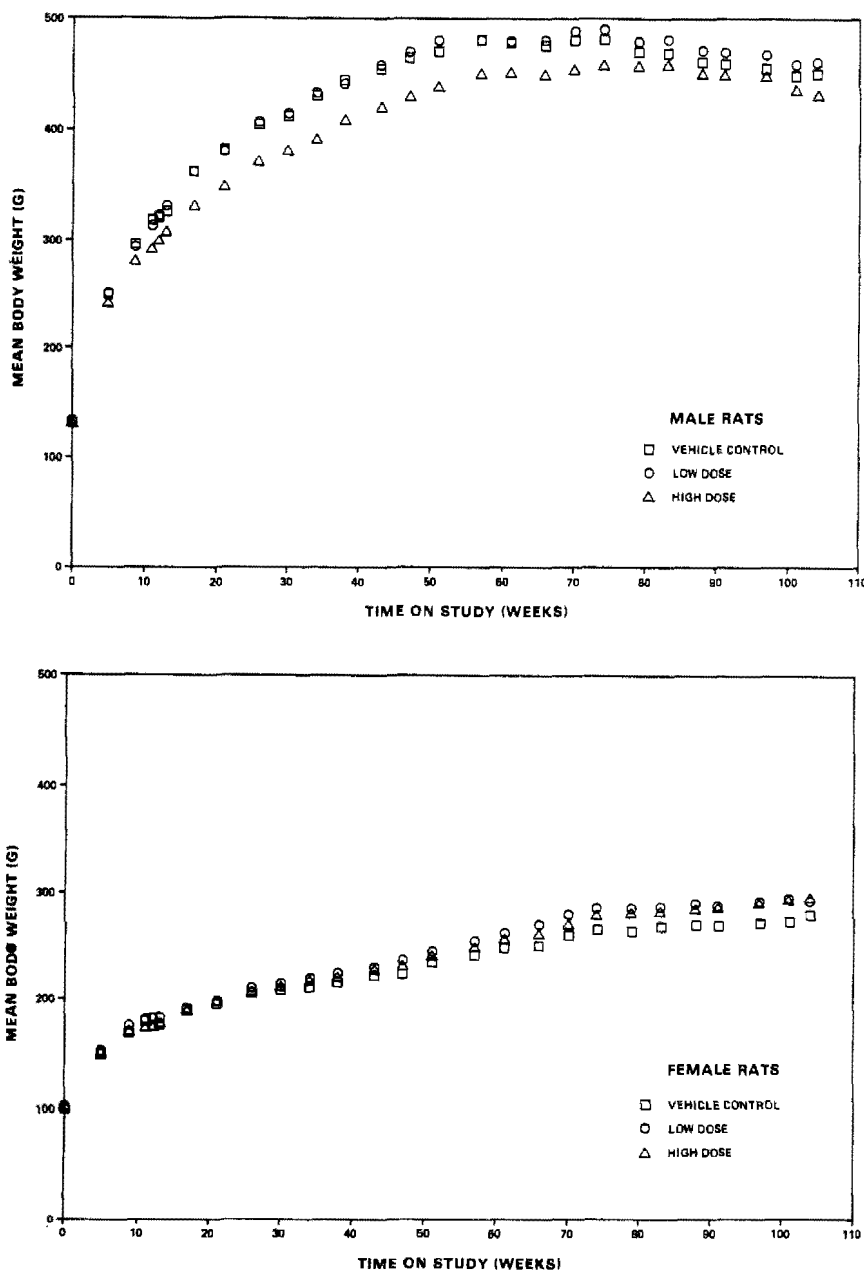 500
400
300
200
100
0
MEAN BODY WEIGHT (G)
MALE RATS
VEHICLE CONTROL
LOW DOSE
HIGH DOSE
0 10 20 30 40 50 60 70 80 90 100 110
TIME ON STUDY (WEEKS)
500
400
300
200
100
0
MEAN BODY WEIGHT (G)
FEMALE RATS
VEHICLE CONTROL
LOW DOSE
HIGH DOSE
0 10 20 30 40 50 60 70 80 90 100 110
TIME ON STUDY (WEEKS)